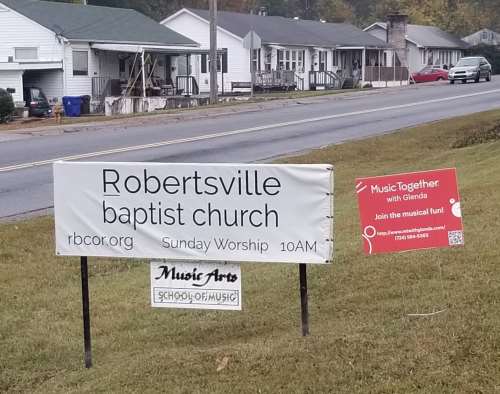 Robertsville
baptist church
rbcor.org Sunday Worship 10AM
Music Arts
SCHOOL OF MUSIC
Music Together
with Glenda
Join the musical fun!